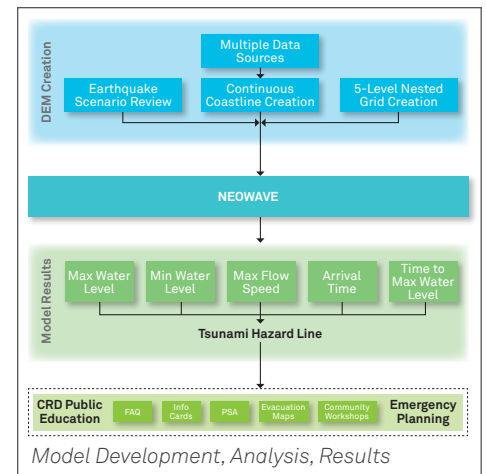 DEM Creation
Multiple Data
Sources
Earthquake
Scenario Review
Continuous
Coastline Creation
5-Level Nested
Grid Creation
NEOWAVE
Model Results
Max Water
Level
Min Water
Level
Max Flow
Speed
Arrival
Time
Time to
Max Water
Level
Tsunami Hazard Line
CRD Public
Education
FAQ
Info
Cards
PSA
Evacuation
Maps
Community
Workshops
Emergency
Planning
Model Development, Analysis, Results